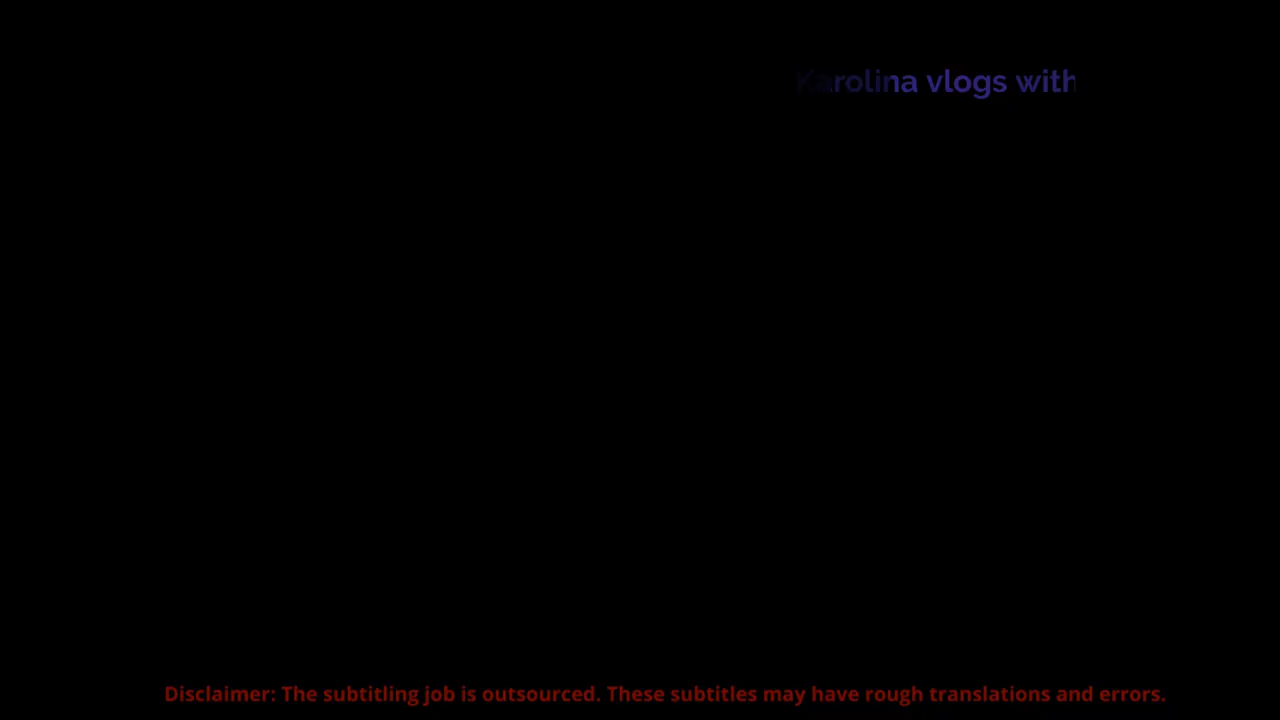 Karolina vlogs with
Disclaimer: The subtitling job is outsourced. These subtitles may have rough translations and errors.